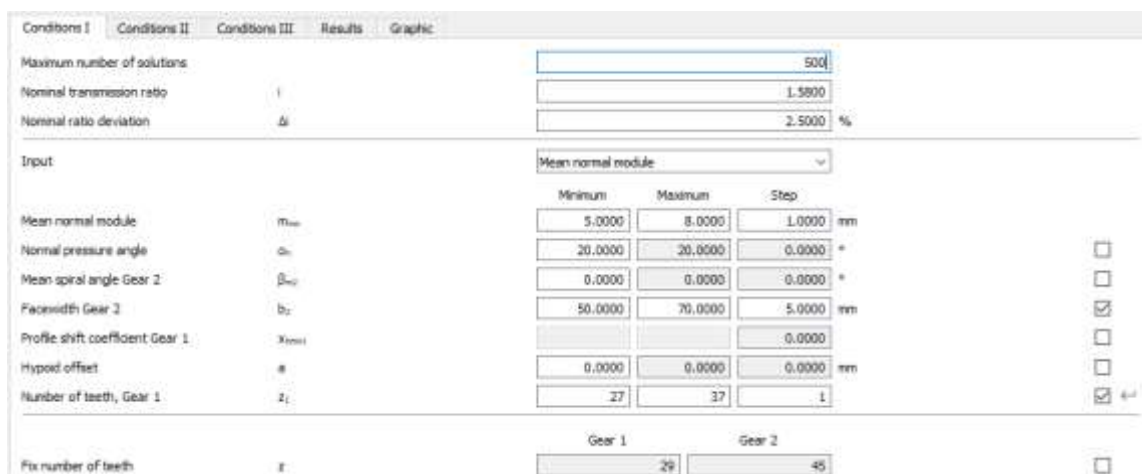 Conditions I Conditions II Conditions III Results Graphic
Maximum number of solutions 500
Nominal transmission ratio i 1.5800
Nominal ratio deviation Δi 2.5000 %
Input Mean normal module
Minimum Maximum Step
Mean normal module 5.0000 8.0000 1.0000 mm
Normal pressure angle αn 20.0000 20.0000 0.0000 °
Mean spiral angle Gear 2 βm2 0.0000 0.0000 0.0000 °
Facewidth Gear 2 b2 50.0000 70.0000 5.0000 mm
Profile shift coefficient Gear 1 0.0000
Hypoid offset a 0.0000 0.0000 0.0000 mm
Number of teeth, Gear 1 z1 27 37 1
Gear 1 Gear 2
Fix number of teeth z 29 45